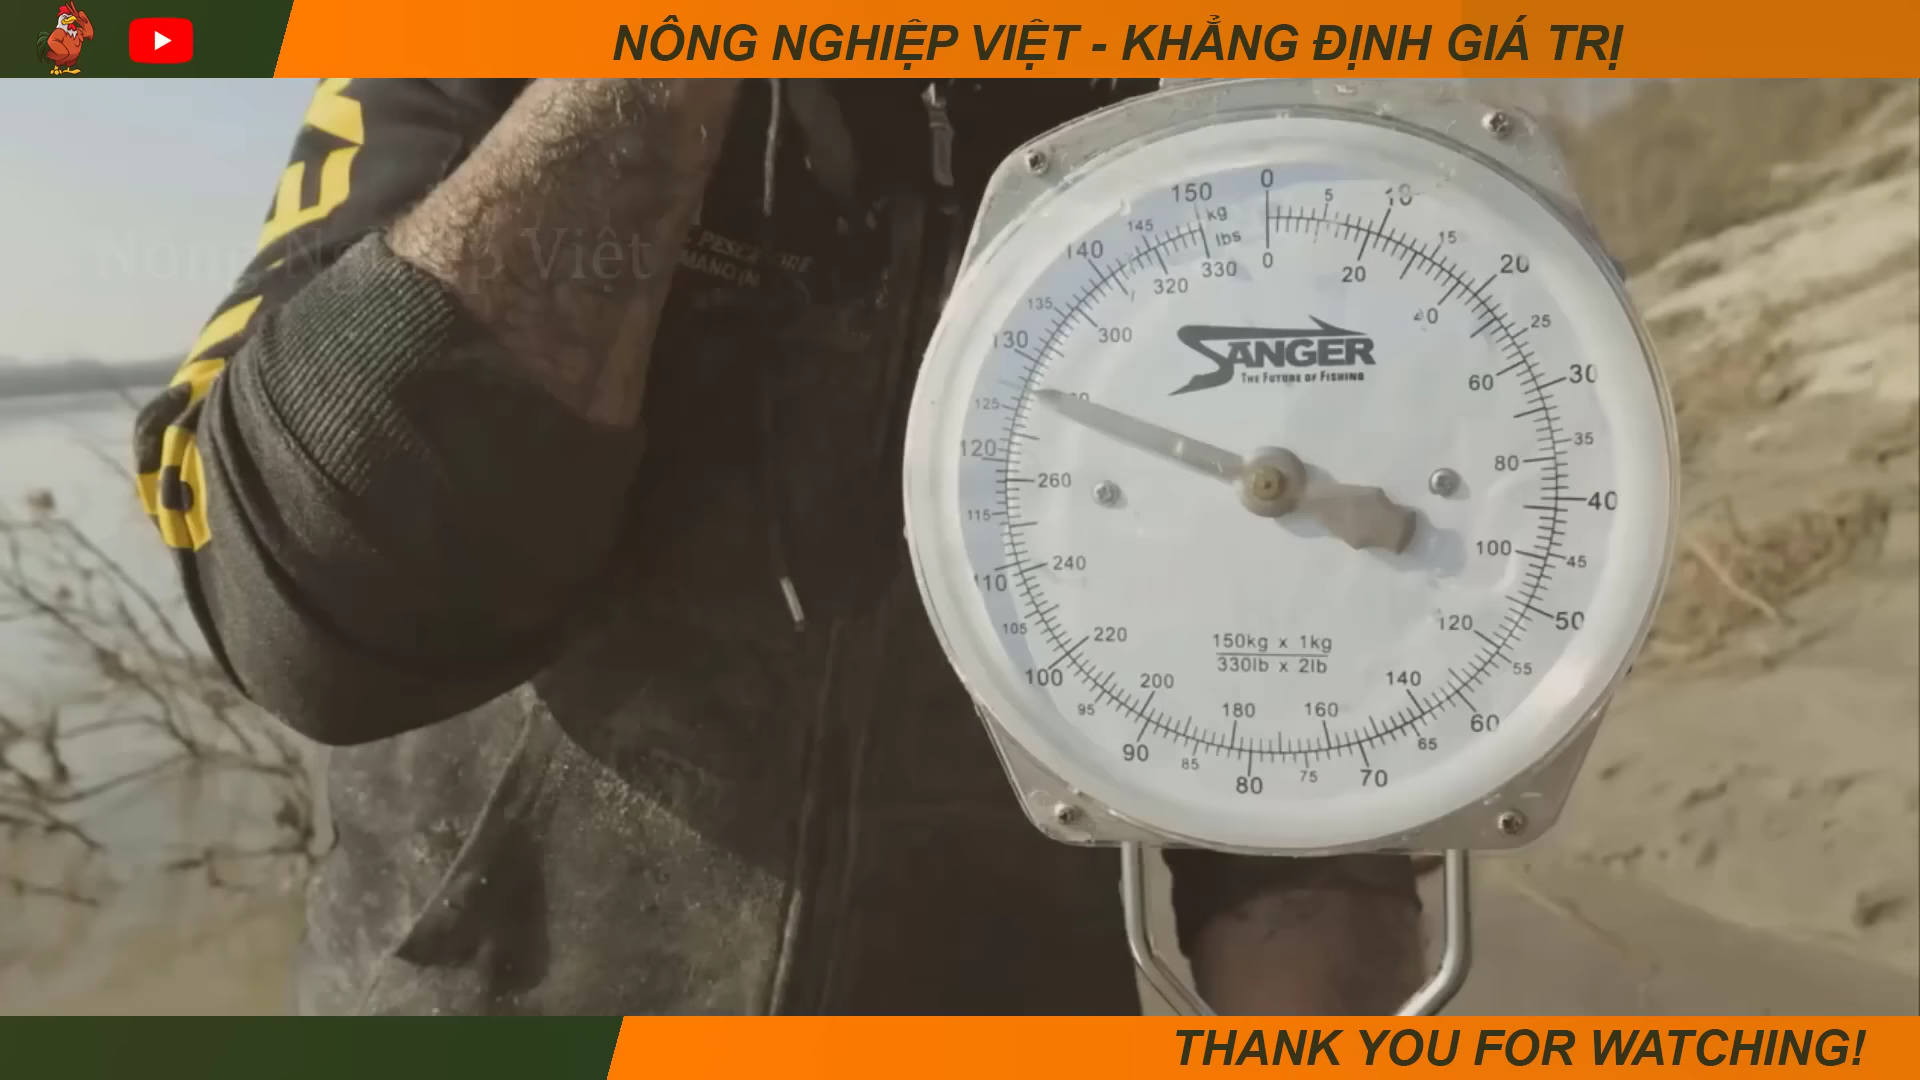 NÔNG NGHIỆP VIỆT - KHẲNG ĐỊNH GIÁ TRỊ
Nông Nghiệp Việt
0 5 10 15 20 25 30 35 40 45 50 55 60 65 70 75 80 85 90 95 100 105 110 115 120 125 130 135 140 145 150
kg
lbs
0 20 40 60 80 100 120 140 160 180 200 220 240 260 300 320 330
SANGER
THE FUTURE OF FISHING
150kg x 1kg
330lb x 2lb
THANK YOU FOR WATCHING!